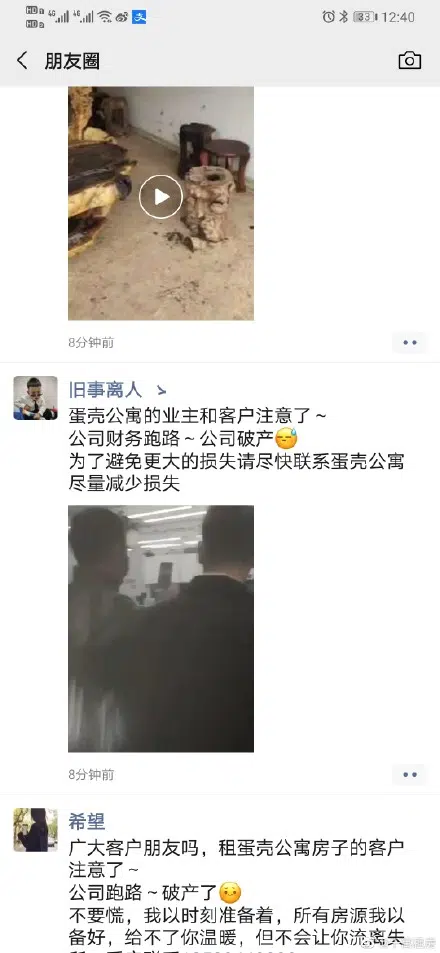 12:40
朋友圈
8分钟前
旧事离人
蛋壳公寓的业主和客户注意了~
公司财务跑路~公司破产
为了避免更大的损失请尽快联系蛋壳公寓
尽量减少损失
8分钟前
希望
广大客户朋友吗，租蛋壳公寓房子的客户
注意了~
公司跑路~破产了
不要慌，我以时刻准备着，所有房源我以
备好，给不了你温暖，但不会让你流离失